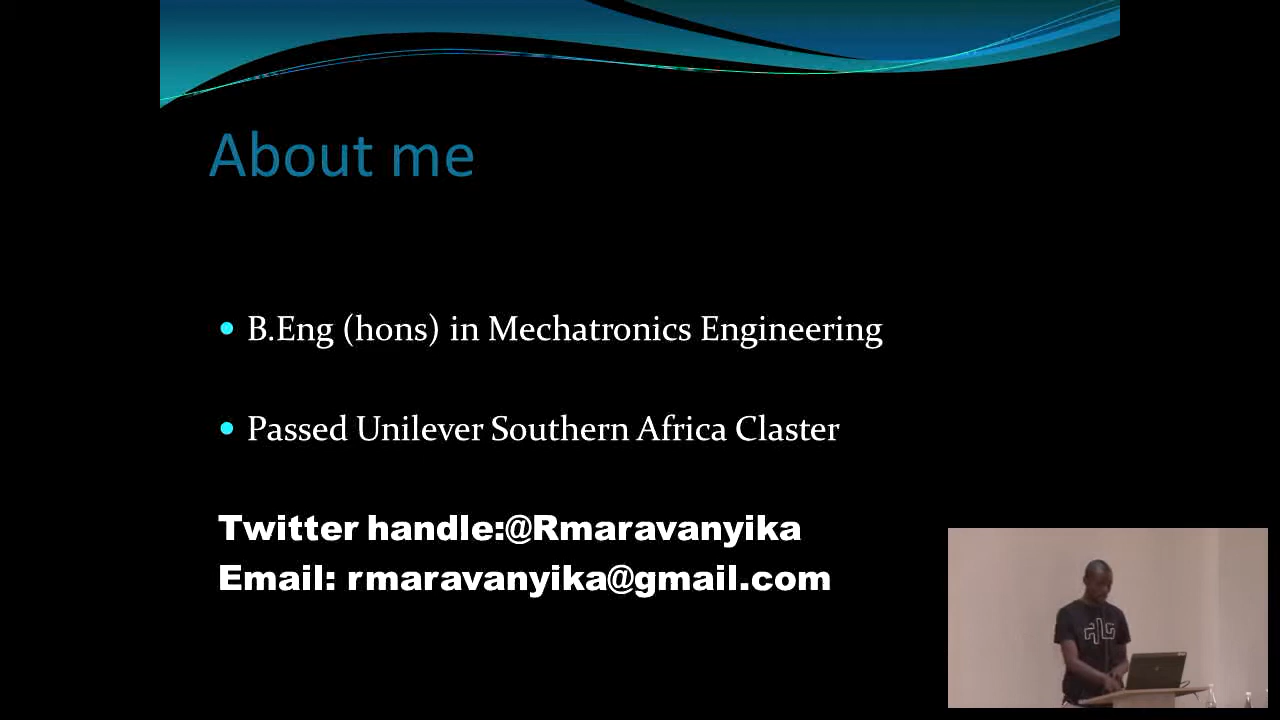 About me
B.Eng (hons) in Mechatronics Engineering
Passed Unilever Southern Africa Claster
Twitter handle:@Rmaravanyika
Email: rmaravanyika@gmail.com